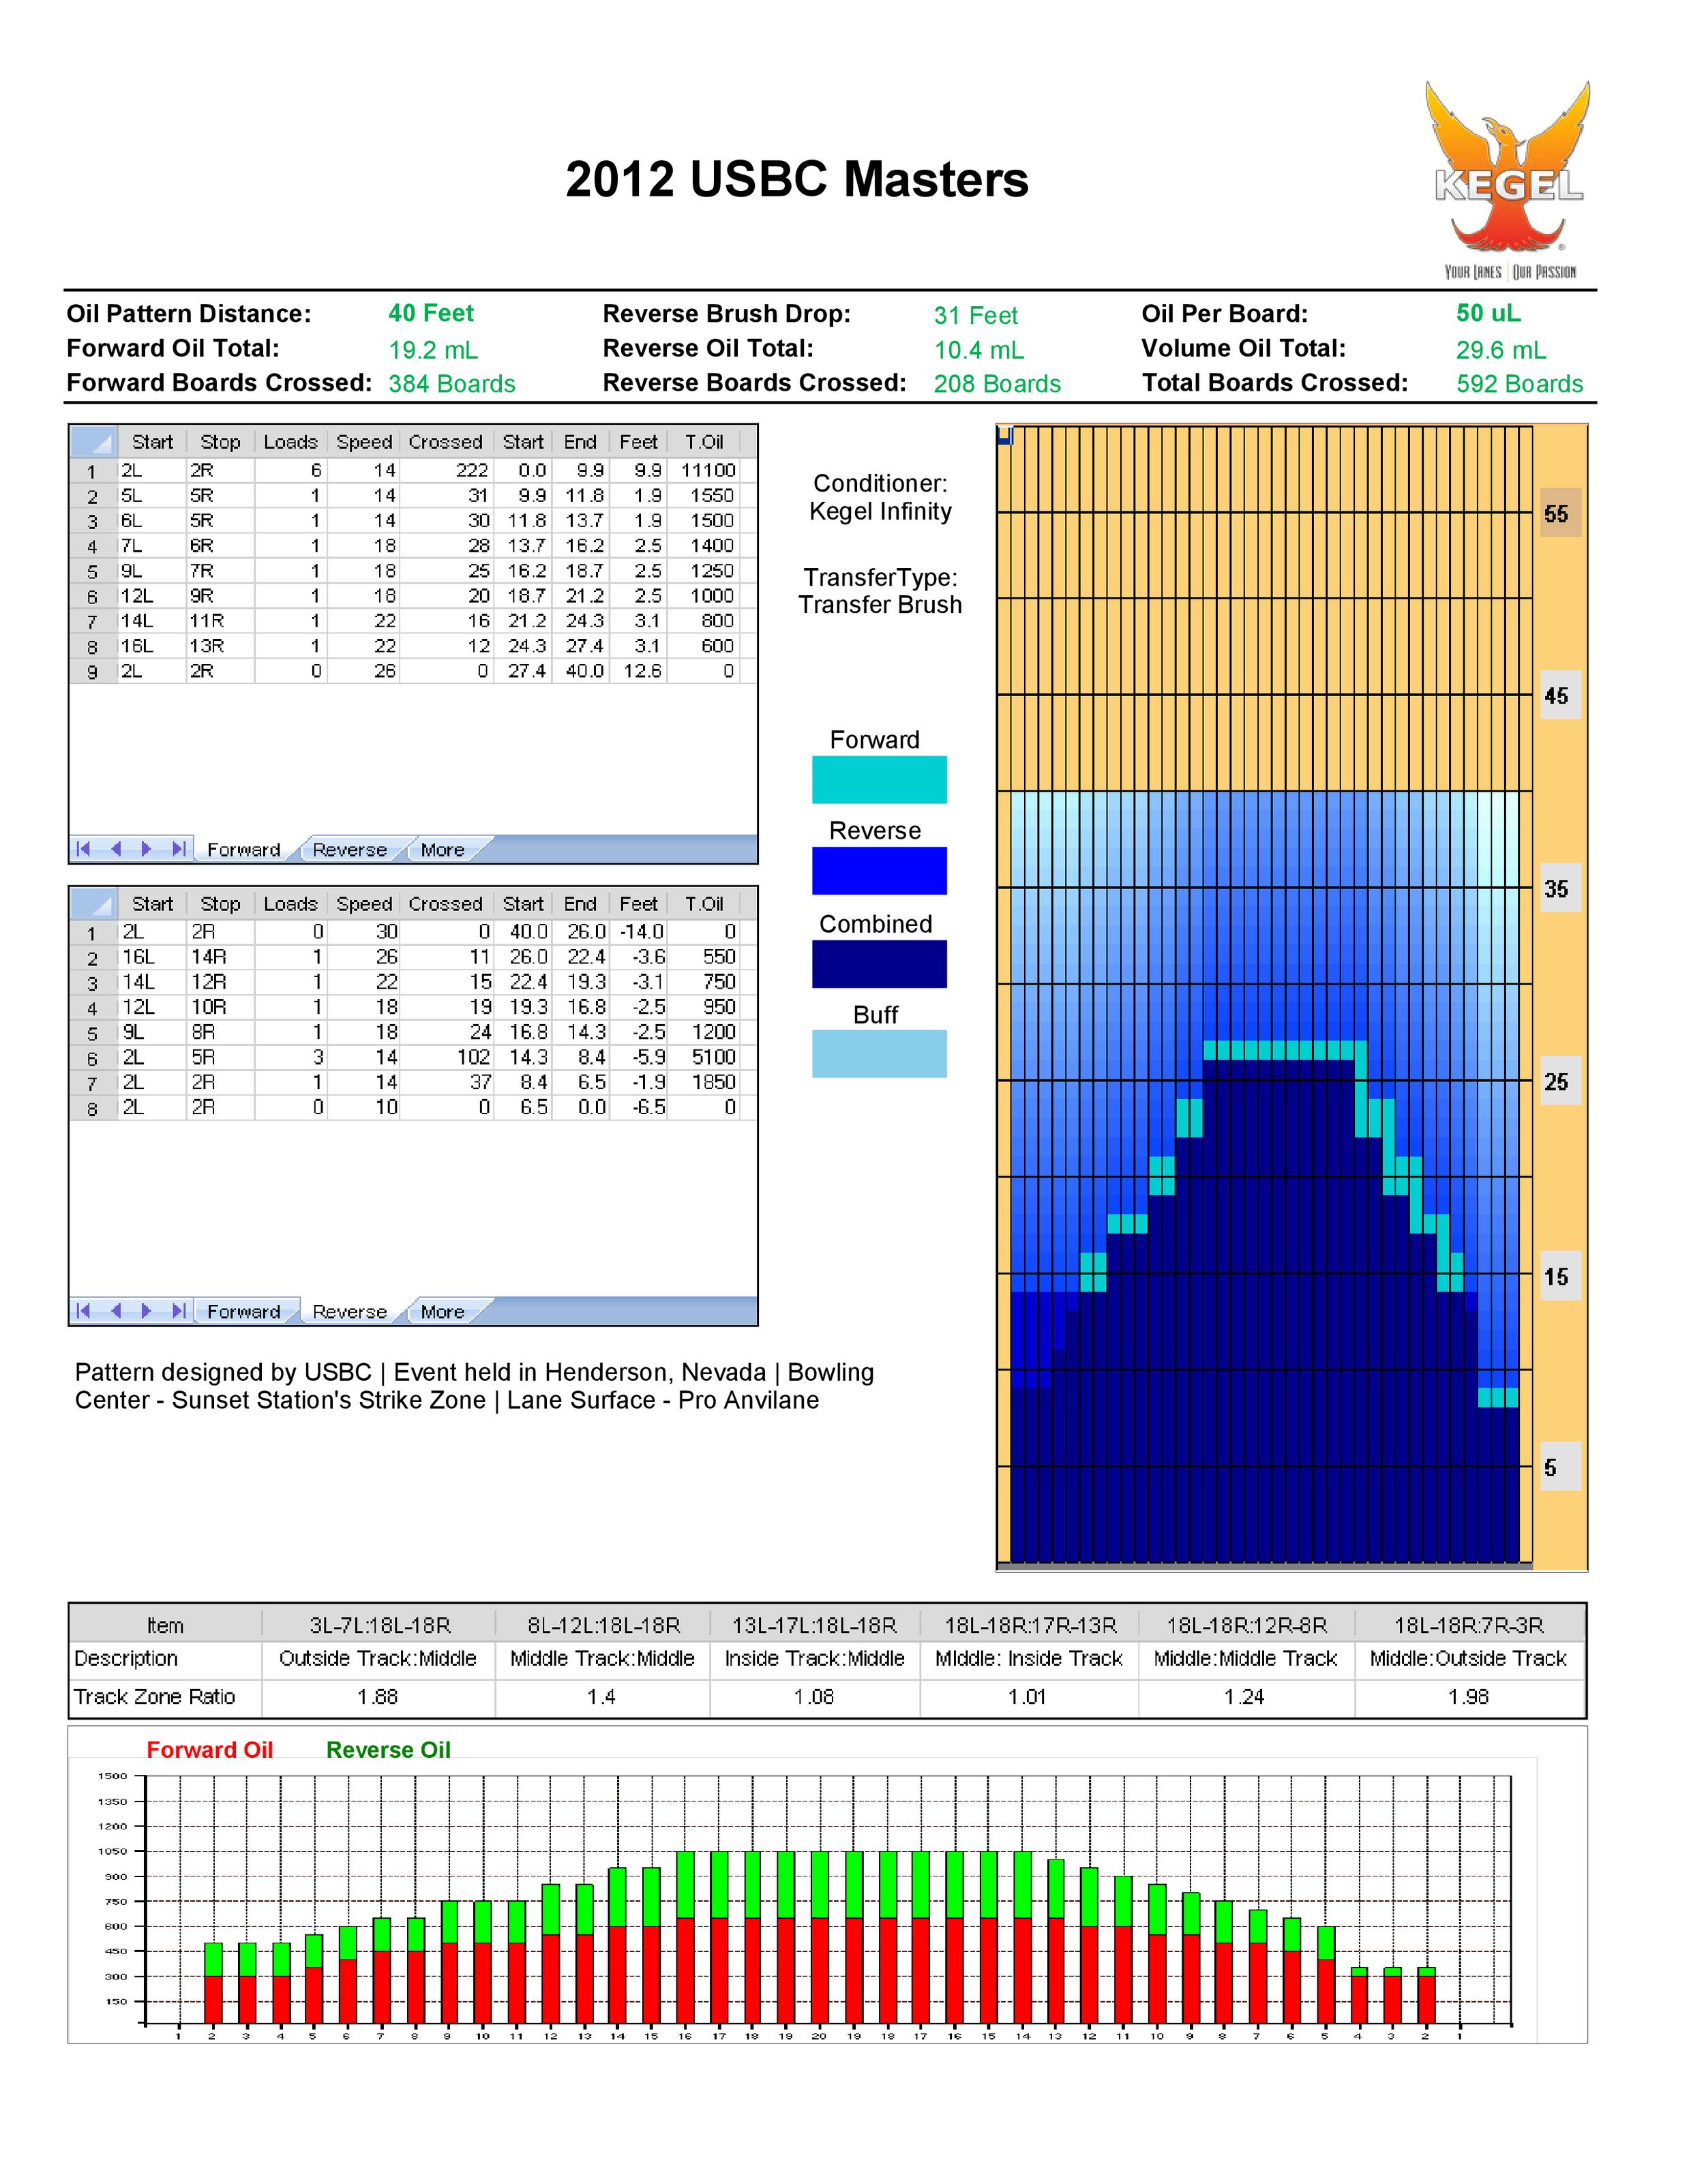 KEGEL
YOUR LANES | OUR PASSION
2012 USBC Masters
Oil Pattern Distance: 40 Feet Reverse Brush Drop: 31 Feet Oil Per Board: 50 uL
Forward Oil Total: 19.2 mL Reverse Oil Total: 10.4 mL Volume Oil Total: 29.6 mL
Forward Boards Crossed: 384 Boards Reverse Boards Crossed: 208 Boards Total Boards Crossed: 592 Boards
Start Stop Loads Speed Crossed Start End Feet T.Oil
1 2L 2R 6 14 222 0.0 9.9 9.9 11100
2 5L 5R 1 14 31 9.9 11.8 1.9 1550
3 6L 5R 1 14 30 11.8 13.7 1.9 1500
4 7L 6R 1 18 28 13.7 16.2 2.5 1400
5 9L 7R 1 18 25 16.2 18.7 2.5 1250
6 12L 9R 1 18 20 18.7 21.2 2.5 1000
7 14L 11R 1 22 16 21.2 24.3 3.1 800
8 16L 13R 1 22 12 24.3 27.4 3.1 600
9 2L 2R 0 26 0 27.4 40.0 12.6 0
Forward Reverse More
Start Stop Loads Speed Crossed Start End Feet T.Oil
1 2L 2R 0 30 0 40.0 26.0 -14.0 0
2 16L 14R 1 26 11 26.0 22.4 -3.6 550
3 14L 12R 1 22 15 22.4 19.3 -3.1 750
4 12L 10R 1 18 19 19.3 16.8 -2.5 950
5 9L 8R 1 18 24 16.8 14.3 -2.5 1200
6 2L 5R 3 14 102 14.3 8.4 -5.9 5100
7 2L 2R 1 14 37 8.4 6.5 -1.9 1850
8 2L 2R 0 10 0 6.5 0.0 -6.5 0
Forward Reverse More
Pattern designed by USBC | Event held in Henderson, Nevada | Bowling
Center - Sunset Station's Strike Zone | Lane Surface - Pro Anvilane
Conditioner:
Kegel Infinity
TransferType:
Transfer Brush
Forward
Reverse
Combined
Buff
55
45
35
25
15
5
Item 3L-7L:18L-18R 8L-12L:18L-18R 13L-17L:18L-18R 18L-18R:17R-13R 18L-18R:12R-8R 18L-18R:7R-3R
Description Outside Track:Middle Middle Track:Middle Inside Track:Middle MIddle: Inside Track Middle:Middle Track Middle:Outside Track
Track Zone Ratio 1.88 1.4 1.08 1.01 1.24 1.98
Forward Oil Reverse Oil
1500
1350
1200
1050
900
750
600
450
300
150
1 2 3 4 5 6 7 8 9 10 11 12 13 14 15 16 17 18 19 20 19 18 17 16 15 14 13 12 11 10 9 8 7 6 5 4 3 2 1